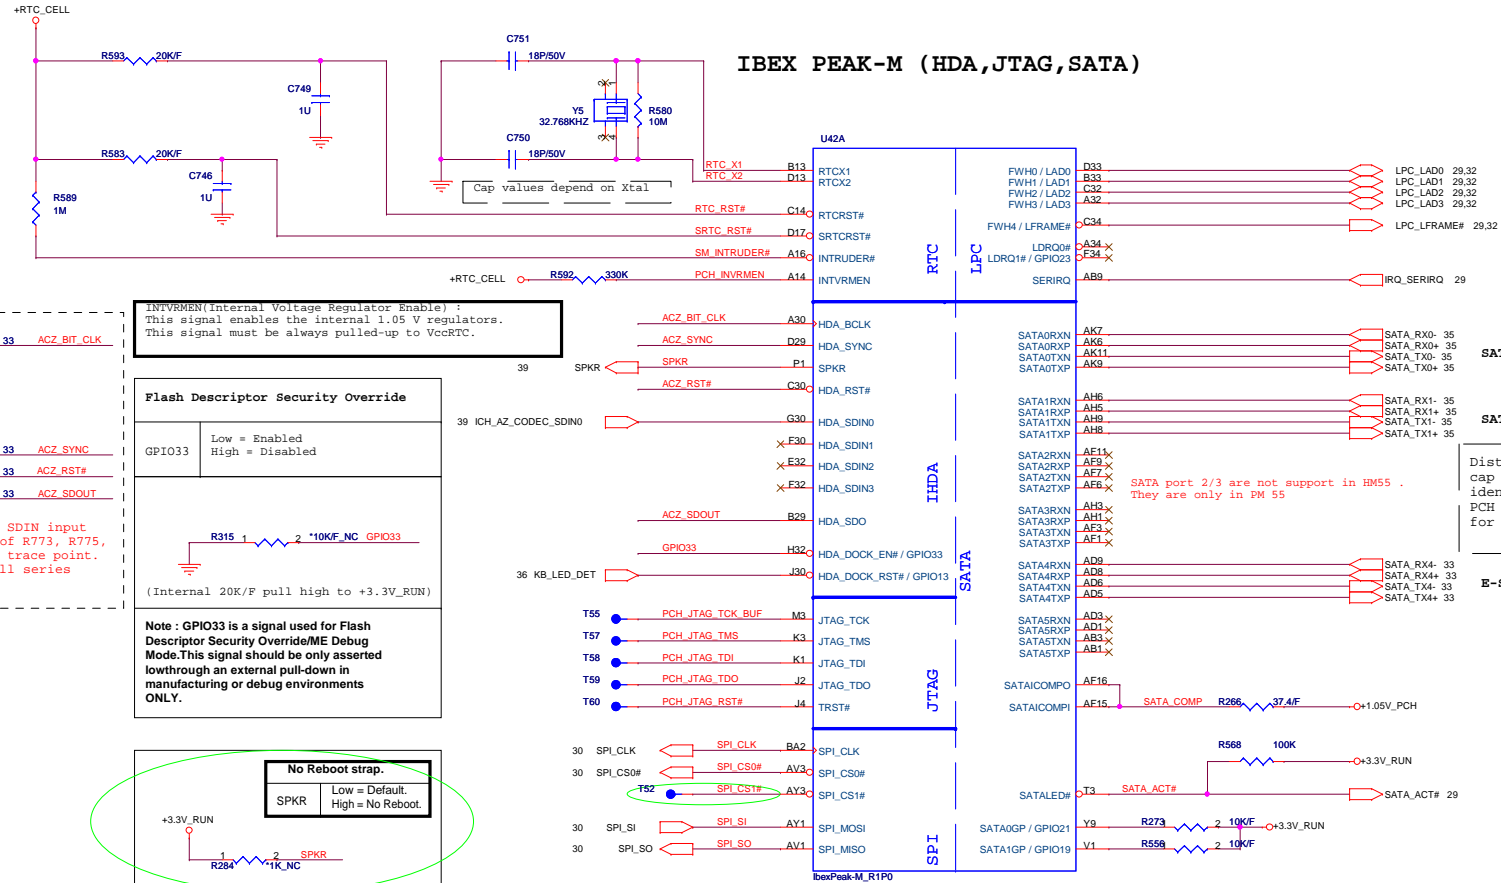 +RTC_CELL
R593 20K/F
C749
1U
R583 20K/F
C746
1U
R589
1M
C751
18P/50V
Y5
32.768KHZ
2 1
3 4
R580
10M
C750
18P/50V
Cap values depend on Xtal
IBEX PEAK-M (HDA,JTAG,SATA)
U42A
RTC_X1 B13 RTCX1
RTC_X2 D13 RTCX2
RTC_RST# C14 RTCRST#
SRTC_RST# D17 SRTCRST#
SM_INTRUDER# A16 INTRUDER#
+RTC_CELL R592 330K PCH_INVRMEN A14 INTVRMEN
RTC
LPC
FWH0 / LAD0 D33 LPC_LAD0 29,32
FWH1 / LAD1 B33 LPC_LAD1 29,32
FWH2 / LAD2 C32 LPC_LAD2 29,32
FWH3 / LAD3 A32 LPC_LAD3 29,32
FWH4 / LFRAME# C34 LPC_LFRAME# 29,32
LDRQ0# A34
LDRQ1# / GPIO23 F34
SERIRQ AB9 IRQ_SERIRQ 29
INTVRMEN(Internal Voltage Regulator Enable) :
This signal enables the internal 1.05 V regulators.
This signal must be always pulled-up to VccRTC.
33 ACZ_BIT_CLK
33 ACZ_SYNC
33 ACZ_RST#
33 ACZ_SDOUT
SDIN input
of R773, R775,
trace point.
ll series
Flash Descriptor Security Override
GPIO33
Low = Enabled
High = Disabled
R315 1 2 *10K/F_NC GPIO33
(Internal 20K/F pull high to +3.3V_RUN)
Note : GPIO33 is a signal used for Flash
Descriptor Security Override/ME Debug
Mode.This signal should be only asserted
lowthrough an external pull-down in
manufacturing or debug environments
ONLY.
No Reboot strap.
SPKR
Low = Default.
High = No Reboot.
+3.3V_RUN
1 2 SPKR
R284 *1K_NC
ACZ_BIT_CLK A30 HDA_BCLK
ACZ_SYNC D29 HDA_SYNC
39 SPKR SPKR P1 SPKR
ACZ_RST# C30 HDA_RST#
39 ICH_AZ_CODEC_SDIN0 G30 HDA_SDIN0
F30 HDA_SDIN1
E32 HDA_SDIN2
F32 HDA_SDIN3
ACZ_SDOUT B29 HDA_SDO
GPIO33 H32 HDA_DOCK_EN# / GPIO33
36 KB_LED_DET J30 HDA_DOCK_RST# / GPIO13
IHDA
SATA
T55 PCH_JTAG_TCK_BUF M3 JTAG_TCK
T57 PCH_JTAG_TMS K3 JTAG_TMS
T58 PCH_JTAG_TDI K1 JTAG_TDI
T59 PCH_JTAG_TDO J2 JTAG_TDO
T60 PCH_JTAG_RST# J4 TRST#
JTAG
30 SPI_CLK SPI_CLK BA2 SPI_CLK
30 SPI_CS0# SPI_CS0# AV3 SPI_CS0#
T52 SPI_CS1# AY3 SPI_CS1#
30 SPI_SI SPI_SI AY1 SPI_MOSI
30 SPI_SO SPI_SO AV1 SPI_MISO
SPI
IbexPeak-M_R1P0
SATA0RXN AK7 SATA_RX0- 35
SATA0RXP AK6 SATA_RX0+ 35
SATA0TXN AK11 SATA_TX0- 35
SATA0TXP AK9 SATA_TX0+ 35
SAT
SATA1RXN AH6 SATA_RX1- 35
SATA1RXP AH5 SATA_RX1+ 35
SATA1TXN AH9 SATA_TX1- 35
SATA1TXP AH8 SATA_TX1+ 35
SAT
SATA2RXN AF11
SATA2RXP AF9
SATA2TXN AF7
SATA2TXP AF6
SATA port 2/3 are not support in HM55 .
They are only in PM 55
Dist
cap
iden
PCH
for
SATA3RXN AH3
SATA3RXP AH1
SATA3TXN AF3
SATA3TXP AF1
SATA4RXN AD9 SATA_RX4- 33
SATA4RXP AD8 SATA_RX4+ 33
SATA4TXN AD6 SATA_TX4- 33
SATA4TXP AD5 SATA_TX4+ 33
E-S
SATA5RXN AD3
SATA5RXP AD1
SATA5TXN AB3
SATA5TXP AB1
SATAICOMPO AF16
SATAICOMPI AF15 SATA_COMP R266 37.4/F +1.05V_PCH
R568 100K
+3.3V_RUN
SATALED# T3 SATA_ACT# SATA_ACT# 29
SATA0GP / GPIO21 Y9 R273 1 2 10K/F +3.3V_RUN
SATA1GP / GPIO19 V1 R556 1 2 10K/F